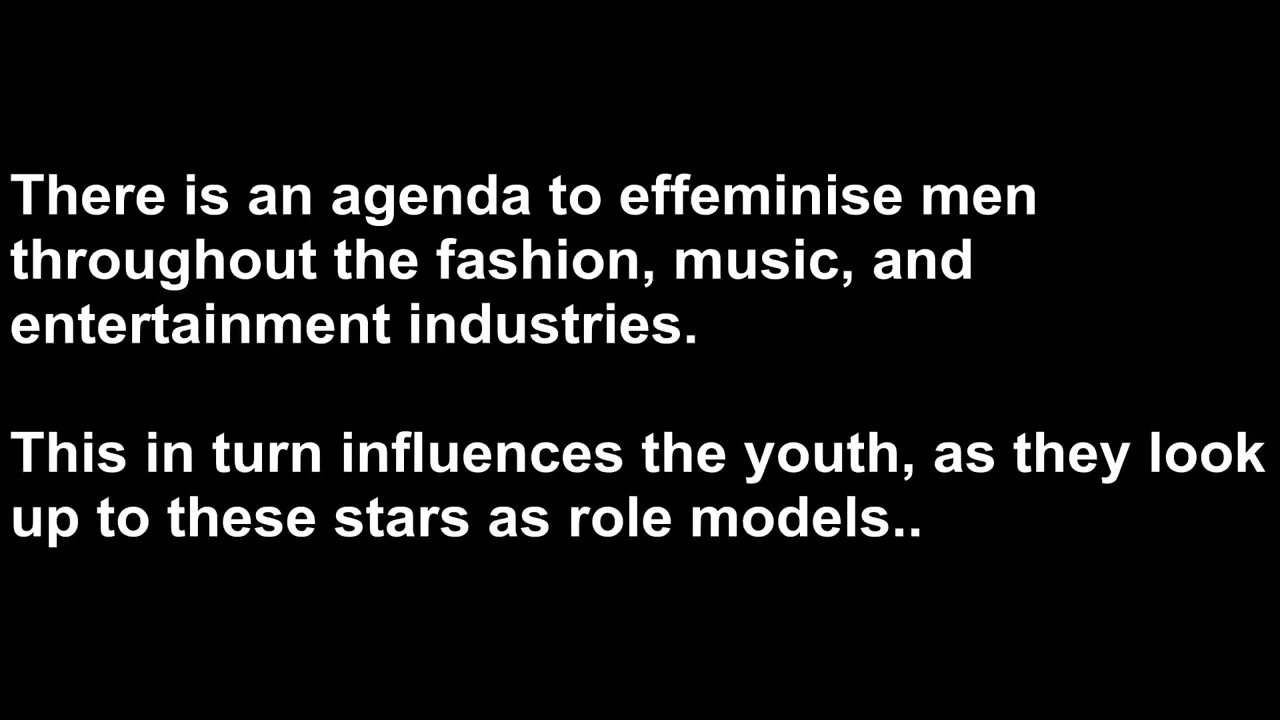 There is an agenda to effeminise men
throughout the fashion, music, and
entertainment industries.
This in turn influences the youth, as they look
up to these stars as role models..